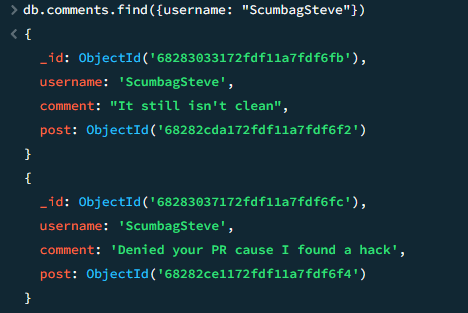 > db.comments.find({username: "ScumbagSteve"})
< {
_id: ObjectId('68283033172fdf11a7fdf6fb'),
username: 'ScumbagSteve',
comment: "It still isn't clean",
post: ObjectId('68282cda172fdf11a7fdf6f2')
}
{
_id: ObjectId('68283037172fdf11a7fdf6fc'),
username: 'ScumbagSteve',
comment: 'Denied your PR cause I found a hack',
post: ObjectId('68282ce1172fdf11a7fdf6f4')
}